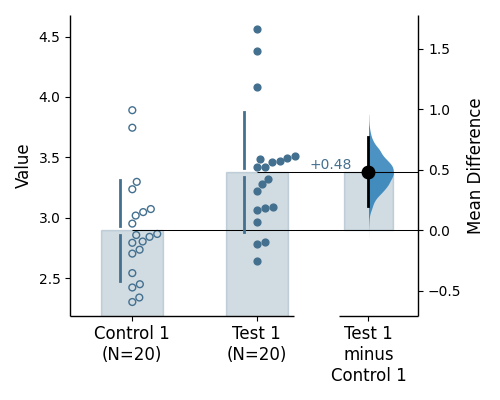 4.5
4.0
3.5
3.0
2.5
Value
+0.48
1.5
1.0
0.5
0.0
−0.5
Mean Difference
Control 1
(N=20)
Test 1
(N=20)
Test 1
minus
Control 1